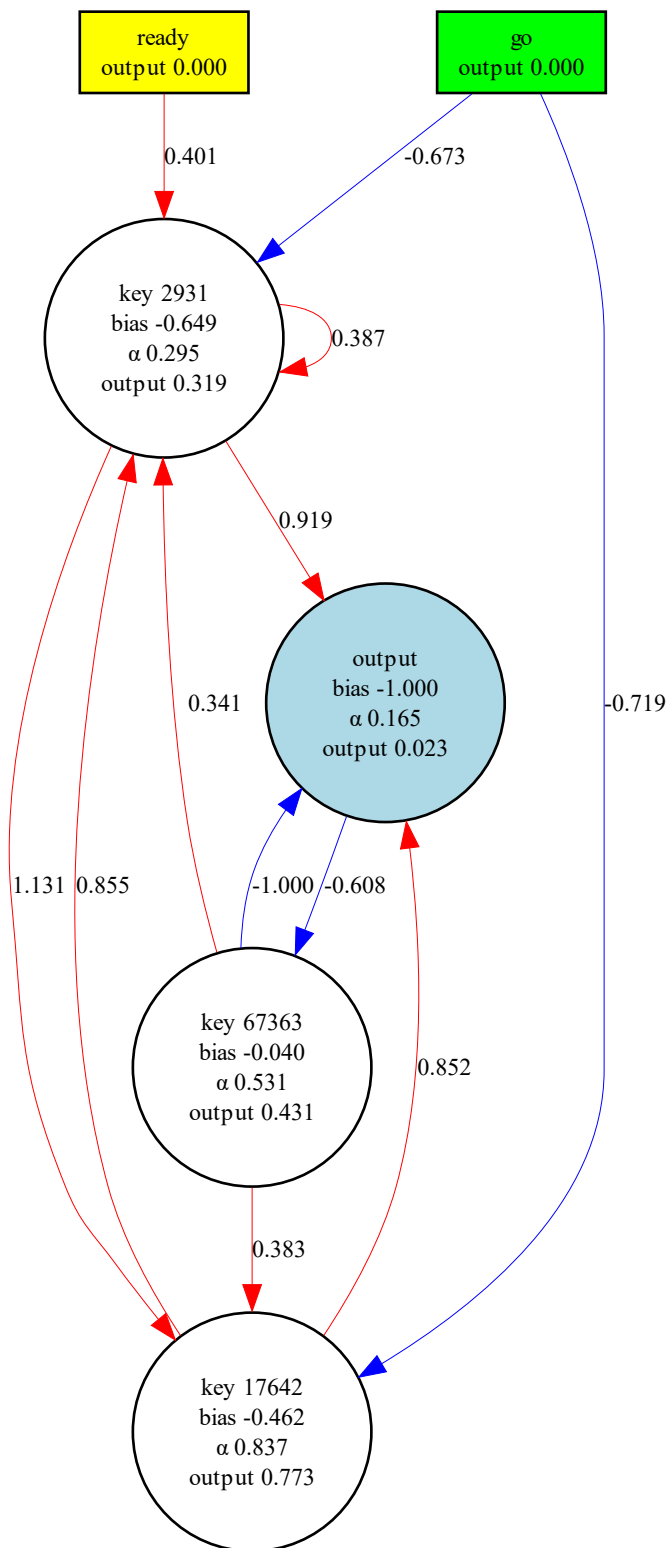 ready
output 0.000
go
output 0.000
0.401
-0.673
key 2931
bias -0.649
α 0.295
output 0.319
0.387
0.919
output
bias -1.000
α 0.165
output 0.023
0.341
-0.719
1.131
0.855
-1.000
-0.608
key 67363
bias -0.040
α 0.531
output 0.431
0.852
0.383
key 17642
bias -0.462
α 0.837
output 0.773